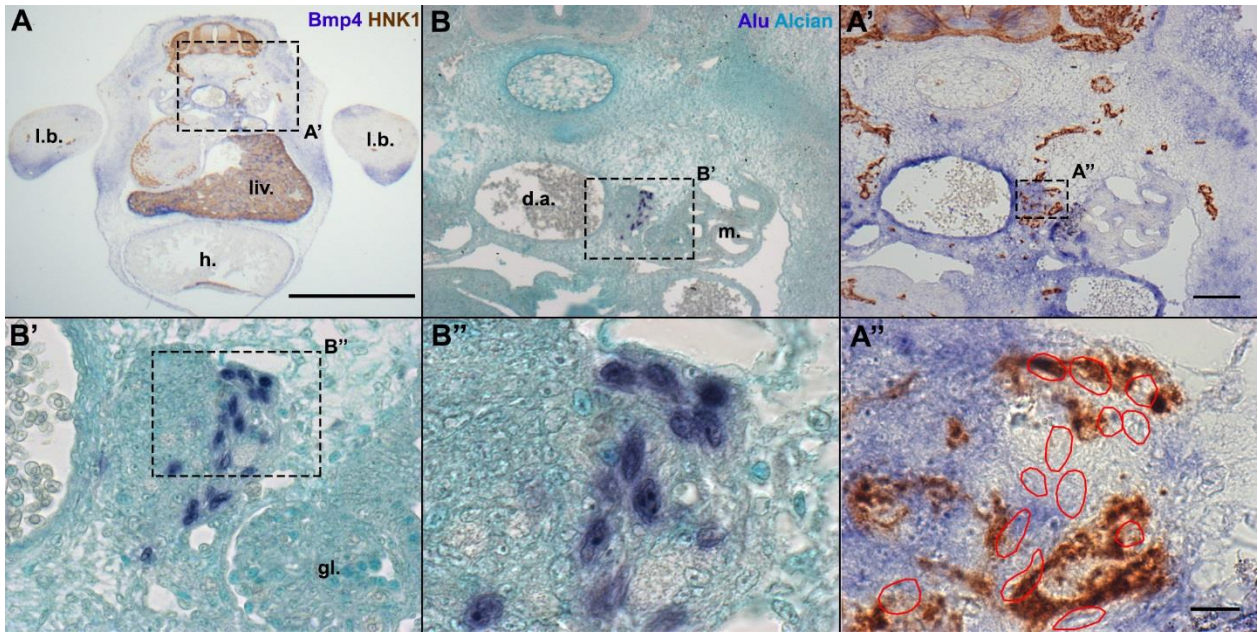 A
Bmp4 HNK1
A’
l.b.
l.b.
liv.
h.
B
Alu Alcian
B’
d.a.
m.
A’
A’’
B’
B’’
gl.
B’’
A’’